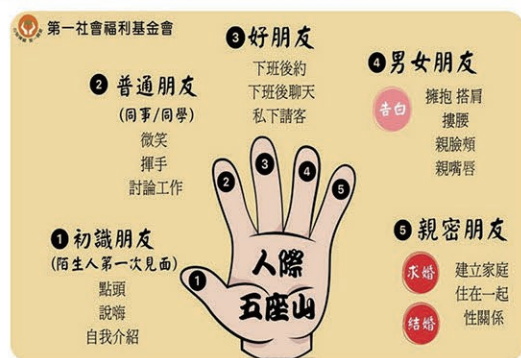 第一社會福利基金會
❶初識朋友
(陌生人第一次見面)
點頭
說嗨
自我介紹
❷普通朋友
(同事/同學)
微笑
揮手
討論工作
❸好朋友
下班後約
下班後聊天
私下請客
❹男女朋友
告白
擁抱 搭肩
摟腰
親臉頰
親嘴唇
❺親密朋友
求婚
結婚
建立家庭
住在一起
性關係
1
2
3
4
5
人際
五座山